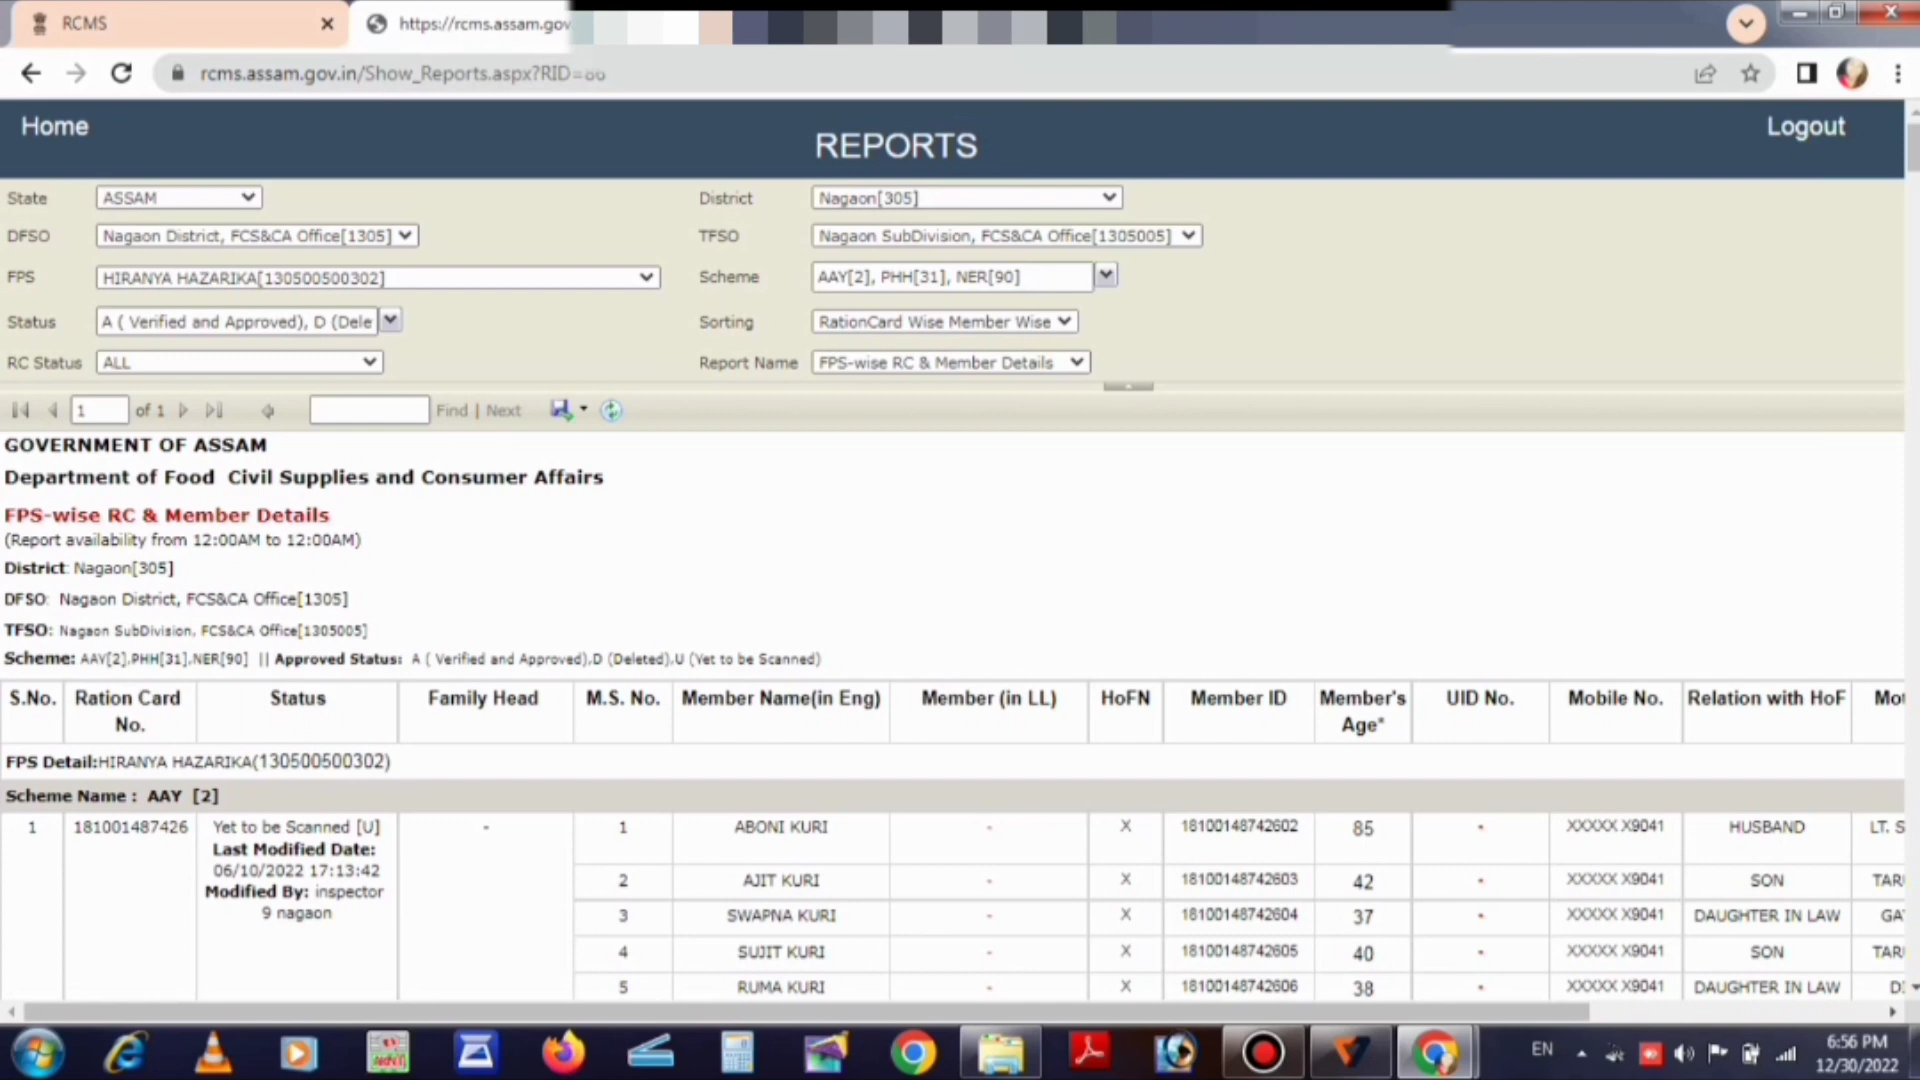 RCMS
https://rcms.assam.gov
rcms.assam.gov.in/Show_Reports.aspx?RID=86
Home
REPORTS
Logout
State ASSAM
District Nagaon[305]
DFSO Nagaon District, FCS&CA Office[1305]
TFSO Nagaon SubDivision, FCS&CA Office[1305005]
FPS HIRANYA HAZARIKA[130500500302]
Scheme AAY[2], PHH[31], NER[90]
Status A ( Verified and Approved), D (Dele
Sorting RationCard Wise Member Wise
RC Status ALL
Report Name FPS-wise RC & Member Details
1 of 1 Find | Next
GOVERNMENT OF ASSAM
Department of Food Civil Supplies and Consumer Affairs
FPS-wise RC & Member Details
(Report availability from 12:00AM to 12:00AM)
District: Nagaon[305]
DFSO: Nagaon District, FCS&CA Office[1305]
TFSO: Nagaon SubDivision, FCS&CA Office[1305005]
Scheme: AAY[2],PHH[31],NER[90] || Approved Status: A ( Verified and Approved),D (Deleted),U (Yet to be Scanned)
S.No. Ration Card No. Status Family Head M.S. No. Member Name(in Eng) Member (in LL) HoFN Member ID Member's Age* UID No. Mobile No. Relation with HoF Mot
FPS Detail:HIRANYA HAZARIKA(130500500302)
Scheme Name : AAY [2]
1 181001487426 Yet to be Scanned [U] - 1 ABONI KURI - X 18100148742602 85 - XXXXX X9041 HUSBAND LT. S
Last Modified Date:
06/10/2022 17:13:42
Modified By: inspector
9 nagaon
2 AJIT KURI - X 18100148742603 42 - XXXXX X9041 SON TAR
3 SWAPNA KURI - X 18100148742604 37 - XXXXX X9041 DAUGHTER IN LAW GA
4 SUJIT KURI - X 18100148742605 40 - XXXXX X9041 SON TAR
5 RUMA KURI - X 18100148742606 38 - XXXXX X9041 DAUGHTER IN LAW
EN
6:56 PM
12/30/2022